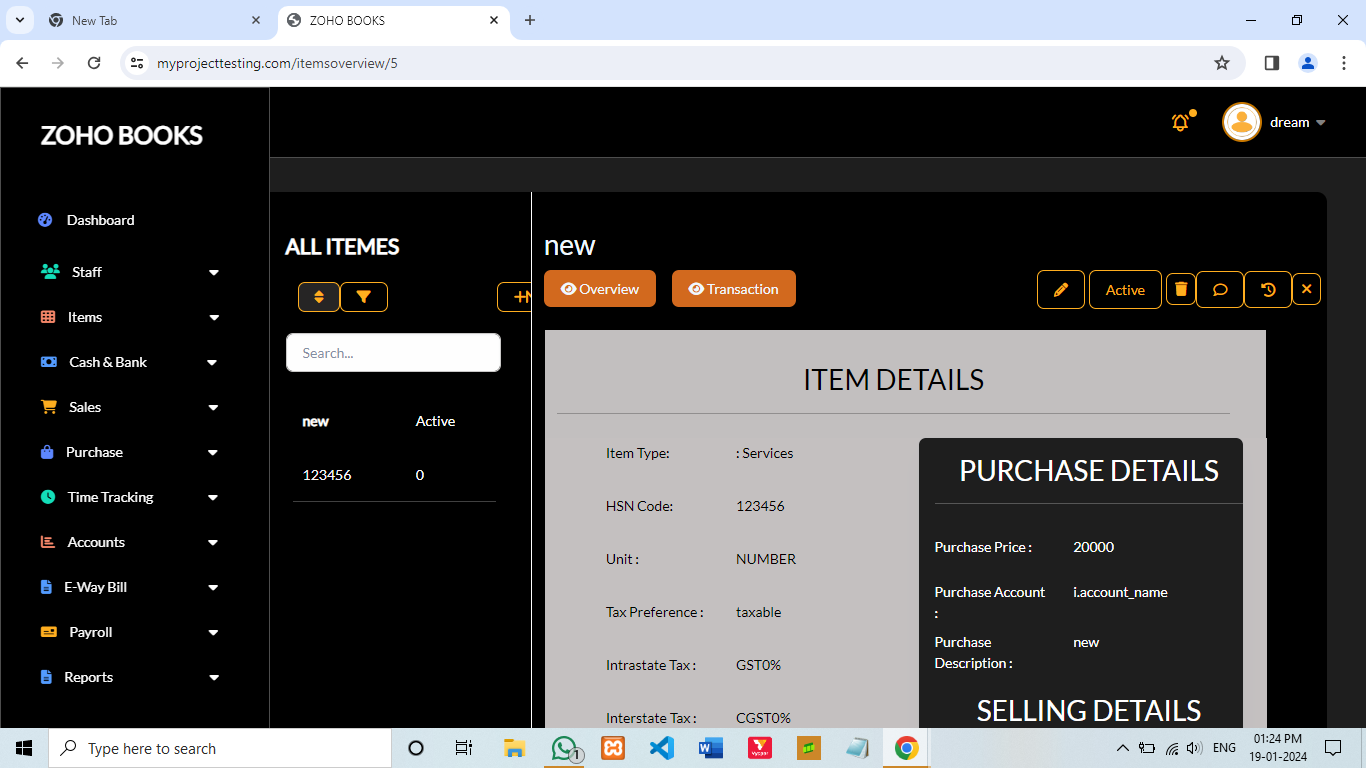 New Tab
ZOHO BOOKS
myprojecttesting.com/itemsoverview/5
ZOHO BOOKS
dream
Dashboard
Staff
Items
Cash & Bank
Sales
Purchase
Time Tracking
Accounts
E-Way Bill
Payroll
Reports
ALL ITEMES
+N
Search...
new Active
123456 0
new
Overview Transaction
Active
ITEM DETAILS
Item Type: : Services
HSN Code: 123456
Unit : NUMBER
Tax Preference : taxable
Intrastate Tax : GST0%
Interstate Tax : CGST0%
PURCHASE DETAILS
Purchase Price : 20000
Purchase Account i.account_name
:
Purchase new
Description :
SELLING DETAILS
Type here to search
1
ENG
01:24 PM
19-01-2024